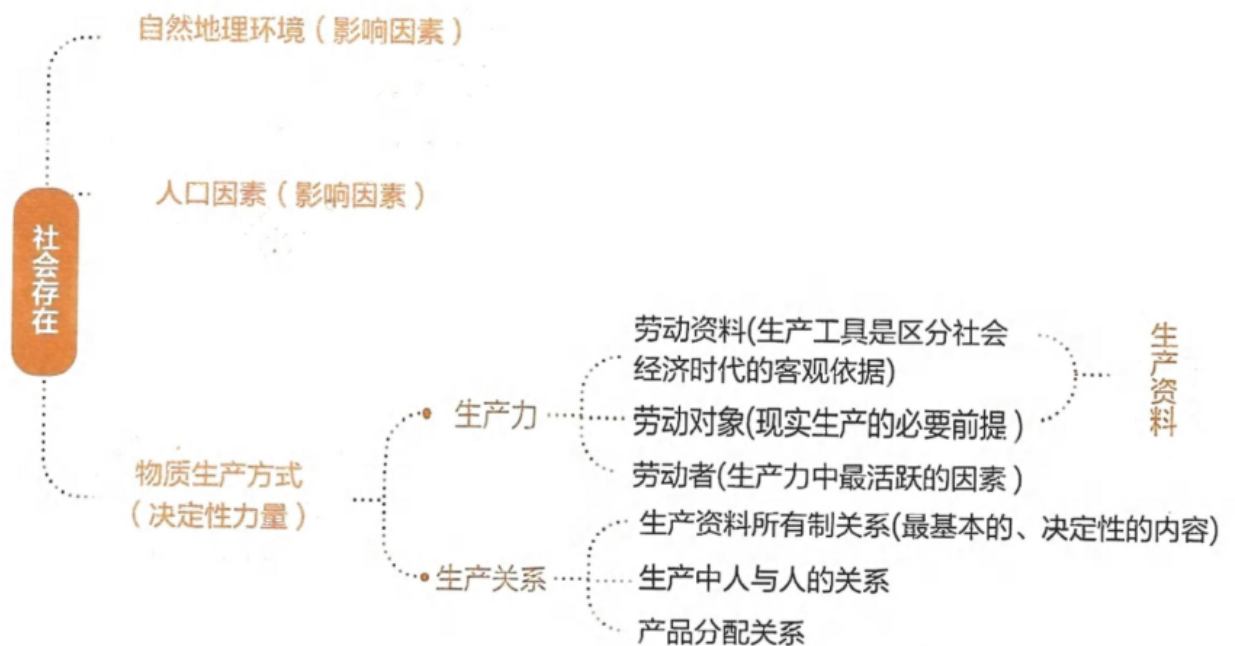 自然地理环境（影响因素）
人口因素（影响因素）
社会存在
劳动资料(生产工具是区分社会
经济时代的客观依据)
生产资料
生产力
劳动对象(现实生产的必要前提）
劳动者(生产力中最活跃的因素）
物质生产方式
（决定性力量）
生产资料所有制关系(最基本的、决定性的内容)
生产关系
生产中人与人的关系
产品分配关系